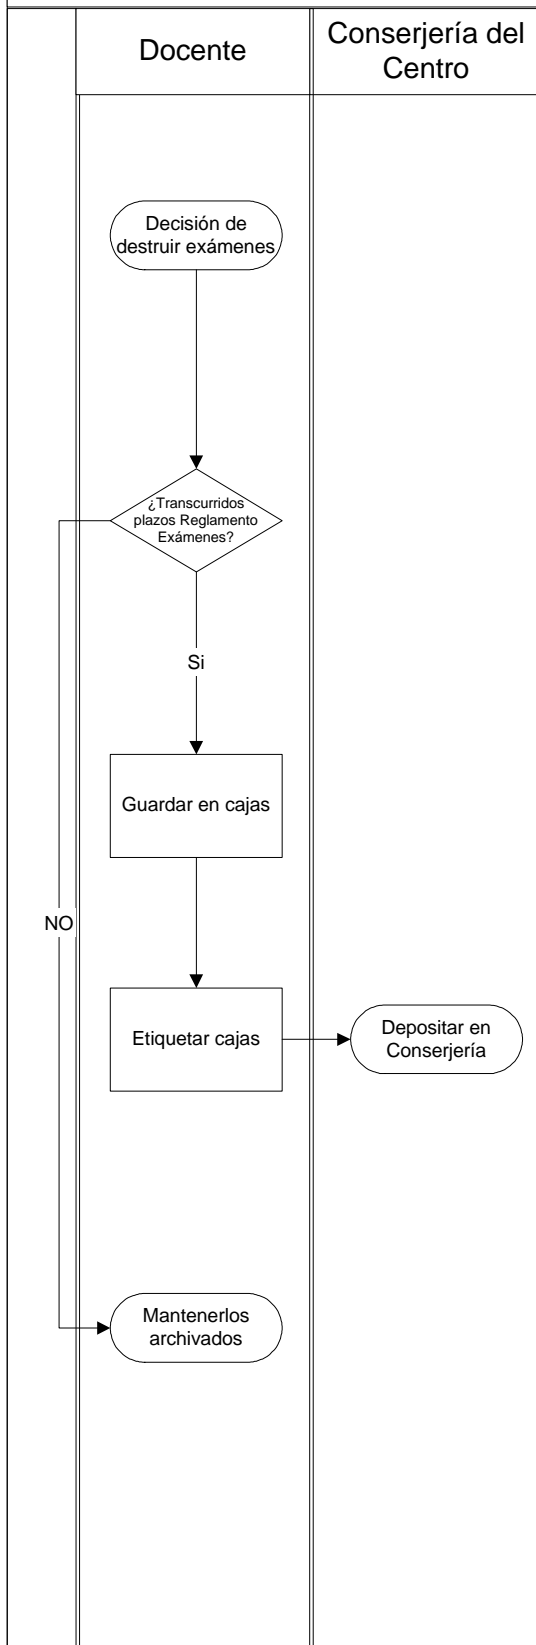 Docente
Conserjería del
Centro
Decisión de
destruir exámenes
¿Transcurridos
plazos Reglamento
Exámenes?
Si
Guardar en cajas
NO
Etiquetar cajas
Depositar en
Conserjería
Mantenerlos
archivados